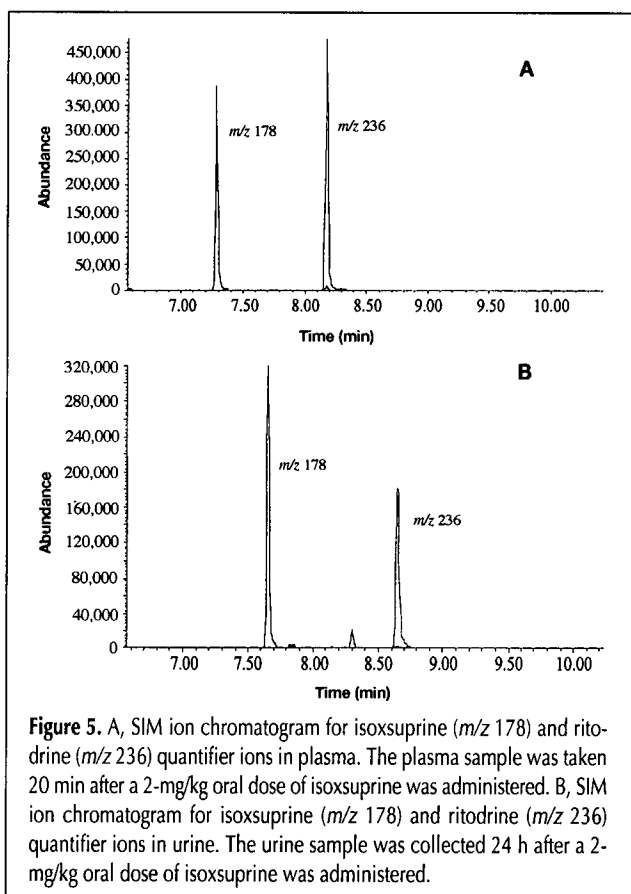 A
450,000
400,000
350,000
300.000
250,000
200,000
150,000
100,000
50,000
0
Abundance
m/z 178
m/z 236
7.00 7.50 8.00 8.50 9.00 9.50 10.00
Time (min)
B
320,000
280,000
240,000
200,000
160,000
120,000
80,000
40,000
0
Abundance
m/z 178
m/z 236
7.00 7.50 8.00 8.50 9.00 9.50 10.00
Time (min)
Figure 5. A, SIM ion chromatogram for isoxsuprine (m/z 178) and rito-
drine (m/z 236) quantifier ions in plasma. The plasma sample was taken
20 min after a 2-mg/kg oral dose of isoxsuprine was administered. B, SIM
ion chromatogram for isoxsuprine (m/z 178) and ritodrine (m/z 236)
quantifier ions in urine. The urine sample was collected 24 h after a 2-
mg/kg oral dose of isoxsuprine was administered.